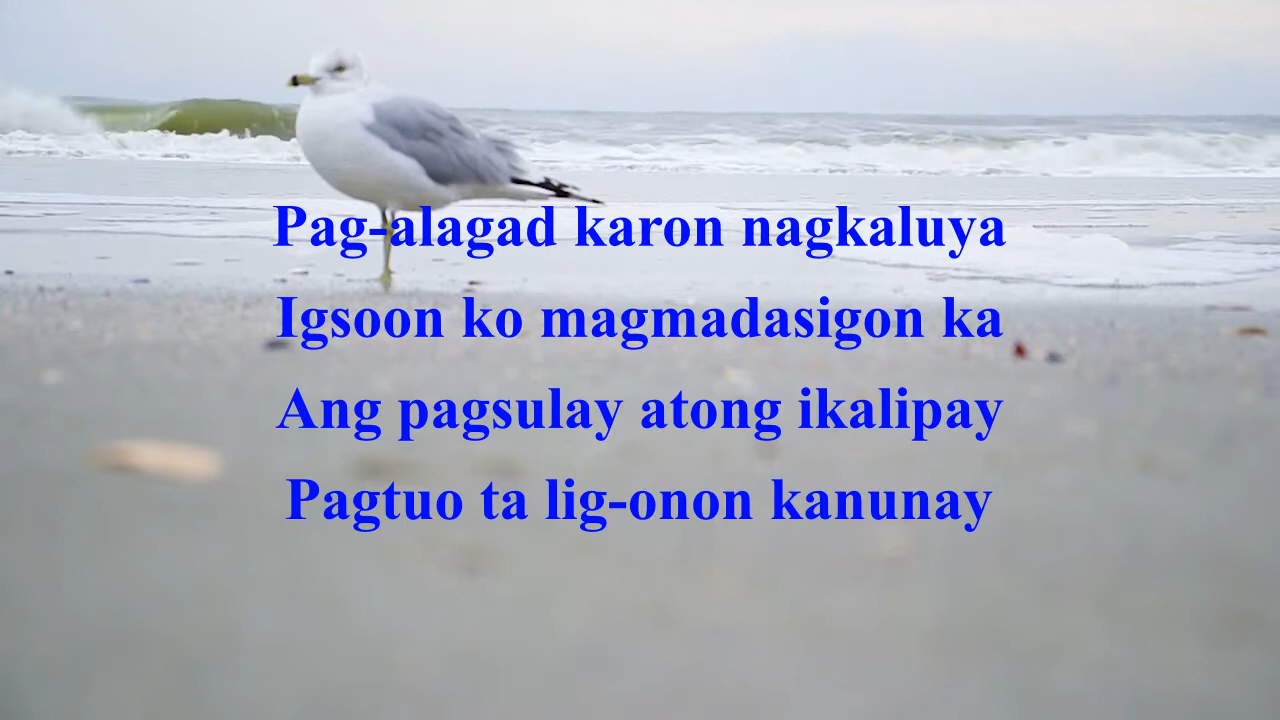 Pag-alagad karon nagkaluya
Igsoon ko magmadasigon ka
Ang pagsulay atong ikalipay
Pagtuo ta lig-onon kanunay